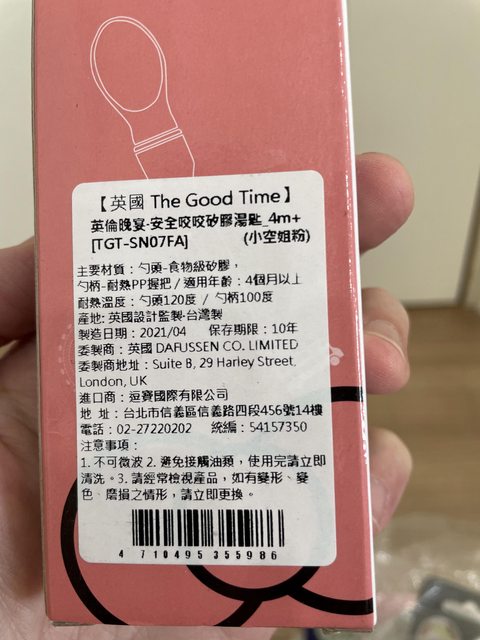 【英國 The Good Time】
英倫晚宴-安全咬咬矽膠湯匙_4m+
[TGT-SN07FA] (小空姐粉)
主要材質：勺頭-食物級矽膠，
勺柄-耐熱PP握把 / 適用年齡：4個月以上
耐熱溫度：勺頭120度 / 勺柄100度
產地: 英國設計監製‧台灣製
製造日期：2021/04 保存期限：10年
委製商：英國 DAFUSSEN CO. LIMITED
委製商地址：Suite B, 29 Harley Street,
London, UK
進口商：逗寶國際有限公司
地 址：台北市信義區信義路四段456號14樓
電話：02-27220202 統編：54157350
注意事項：
1. 不可微波 2. 避免接觸油類，使用完請立即
清洗。3. 請經常檢視產品，如有變形、變
色、磨損之情形，請立即更換。
4 710495 355986